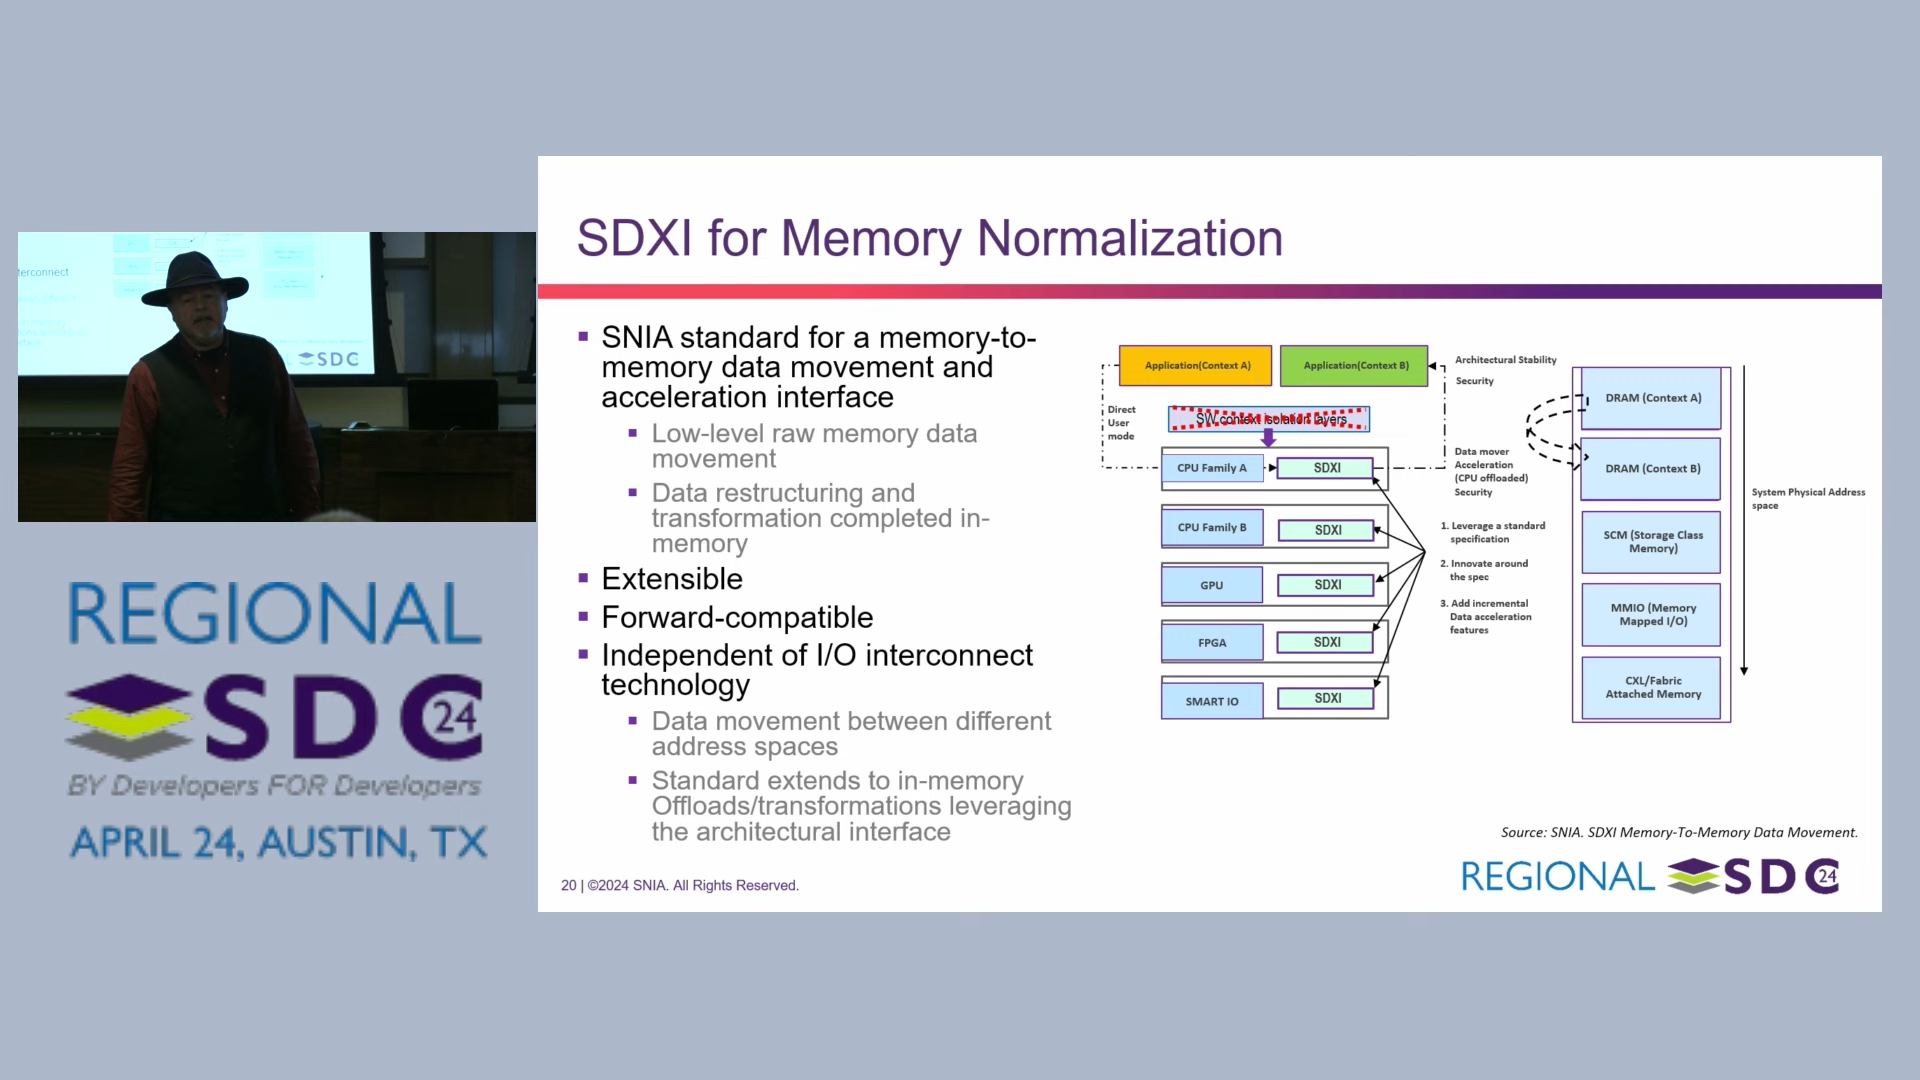 SDXI for Memory Normalization
SNIA standard for a memory-to-
memory data movement and
acceleration interface
Low-level raw memory data
movement
Data restructuring and
transformation completed in-
memory
Extensible
Forward-compatible
Independent of I/O interconnect
technology
Data movement between different
address spaces
Standard extends to in-memory
Offloads/transformations leveraging
the architectural interface
Application(Context A)
Application(Context B)
Direct
User
mode
SW context isolation layers
CPU Family A
SDXI
CPU Family B
SDXI
GPU
SDXI
FPGA
SDXI
SMART IO
SDXI
Architectural Stability
Security
Data mover
Acceleration
(CPU offloaded)
Security
1. Leverage a standard
specification
2. Innovate around
the spec
3. Add incremental
Data acceleration
features
DRAM (Context A)
DRAM (Context B)
SCM (Storage Class
Memory)
MMIO (Memory
Mapped I/O)
CXL/Fabric
Attached Memory
System Physical Address
space
Source: SNIA. SDXI Memory-To-Memory Data Movement.
20 | ©2024 SNIA. All Rights Reserved.
REGIONAL SDC 24
terconnect
SDC
REGIONAL
SDC 24
BY Developers FOR Developers
APRIL 24, AUSTIN, TX